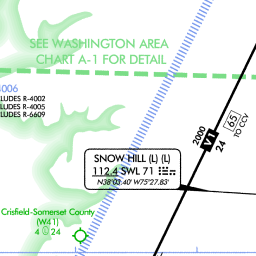 SEE WASHINGTON AREA
CHART A-1 FOR DETAIL
4006
LUDES R-4002
LUDES R-4005
LUDES R-6609
65
TO CCV
2000
V1
24
SNOW HILL (L) (L)
112.4 SWL 71
N38°03.40' W75°27.83'
Crisfield-Somerset County
(W41)
4 24